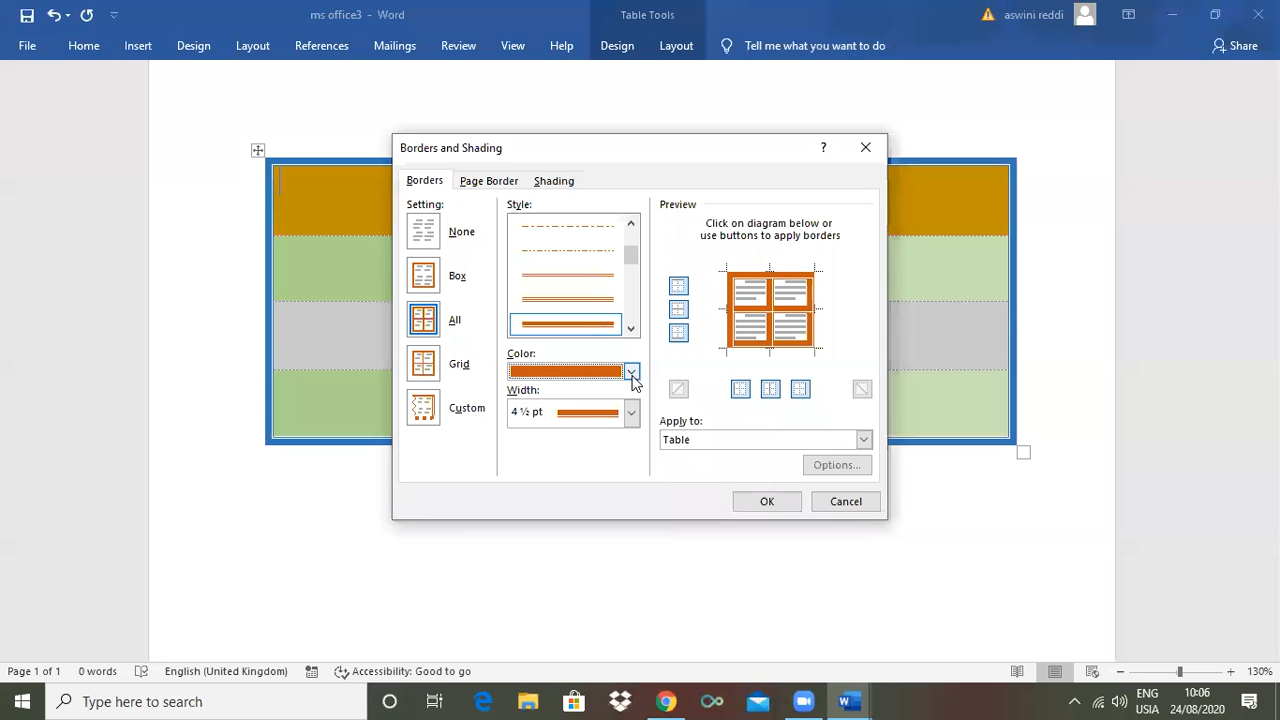 ms office3 - Word
Table Tools
aswini reddi
File Home Insert Design Layout References Mailings Review View Help Design Layout Tell me what you want to do Share
Borders and Shading ?
Borders Page Border Shading
Setting:
None
Box
All
Grid
Custom
Style:
Color:
Width:
4 ½ pt
Preview
Click on diagram below or
use buttons to apply borders
Apply to:
Table
Options...
OK Cancel
Page 1 of 1 0 words English (United Kingdom) Accessibility: Good to go 130%
Type here to search
ENG
USIA
10:06
24/08/2020